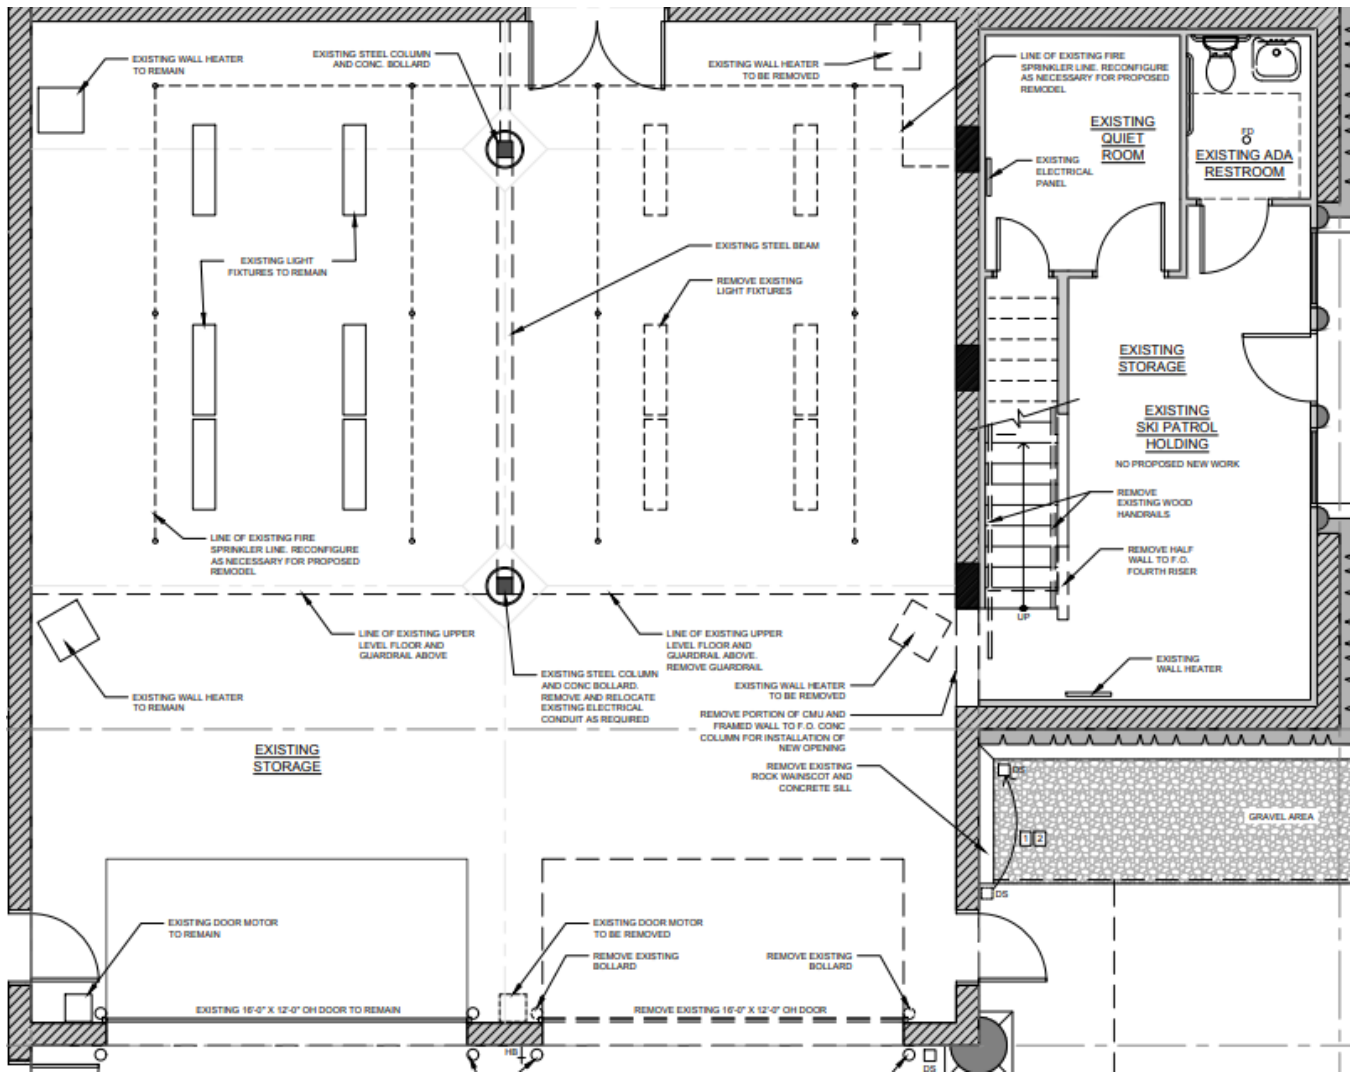 EXISTING WALL HEATER
TO REMAIN
EXISTING STEEL COLUMN
AND CONC. BOLLARD
EXISTING WALL HEATER
TO BE REMOVED
LINE OF EXISTING FIRE
SPRINKLER LINE. RECONFIGURE
AS NECESSARY FOR PROPOSED
REMODEL
EXISTING
QUIET
ROOM
EXISTING
ELECTRICAL
PANEL
FD
EXISTING ADA
RESTROOM
EXISTING LIGHT
FIXTURES TO REMAIN
EXISTING STEEL BEAM
REMOVE EXISTING
LIGHT FIXTURES
EXISTING
STORAGE
EXISTING
SKI PATROL
HOLDING
NO PROPOSED NEW WORK
REMOVE
EXISTING WOOD
HANDRAILS
REMOVE HALF
WALL TO F.O.
FOURTH RISER
UP
LINE OF EXISTING FIRE
SPRINKLER LINE. RECONFIGURE
AS NECESSARY FOR PROPOSED
REMODEL
LINE OF EXISTING UPPER
LEVEL FLOOR AND
GUARDRAIL ABOVE
LINE OF EXISTING UPPER
LEVEL FLOOR AND
GUARDRAIL ABOVE.
REMOVE GUARDRAIL
EXISTING WALL HEATER
TO REMAIN
EXISTING STEEL COLUMN
AND CONC BOLLARD.
REMOVE AND RELOCATE
EXISTING ELECTRICAL
CONDUIT AS REQUIRED
EXISTING WALL HEATER
TO BE REMOVED
EXISTING
WALL HEATER
REMOVE PORTION OF CMU AND
FRAMED WALL TO F.O. CONC
COLUMN FOR INSTALLATION OF
NEW OPENING
EXISTING
STORAGE
REMOVE EXISTING
ROCK WAINSCOT AND
CONCRETE SILL
DS
GRAVEL AREA
1 2
DS
EXISTING DOOR MOTOR
TO REMAIN
EXISTING DOOR MOTOR
TO BE REMOVED
REMOVE EXISTING
BOLLARD
REMOVE EXISTING
BOLLARD
EXISTING 16'-0" X 12'-0" OH DOOR TO REMAIN
REMOVE EXISTING 16'-0" X 12'-0" OH DOOR
HB
DS